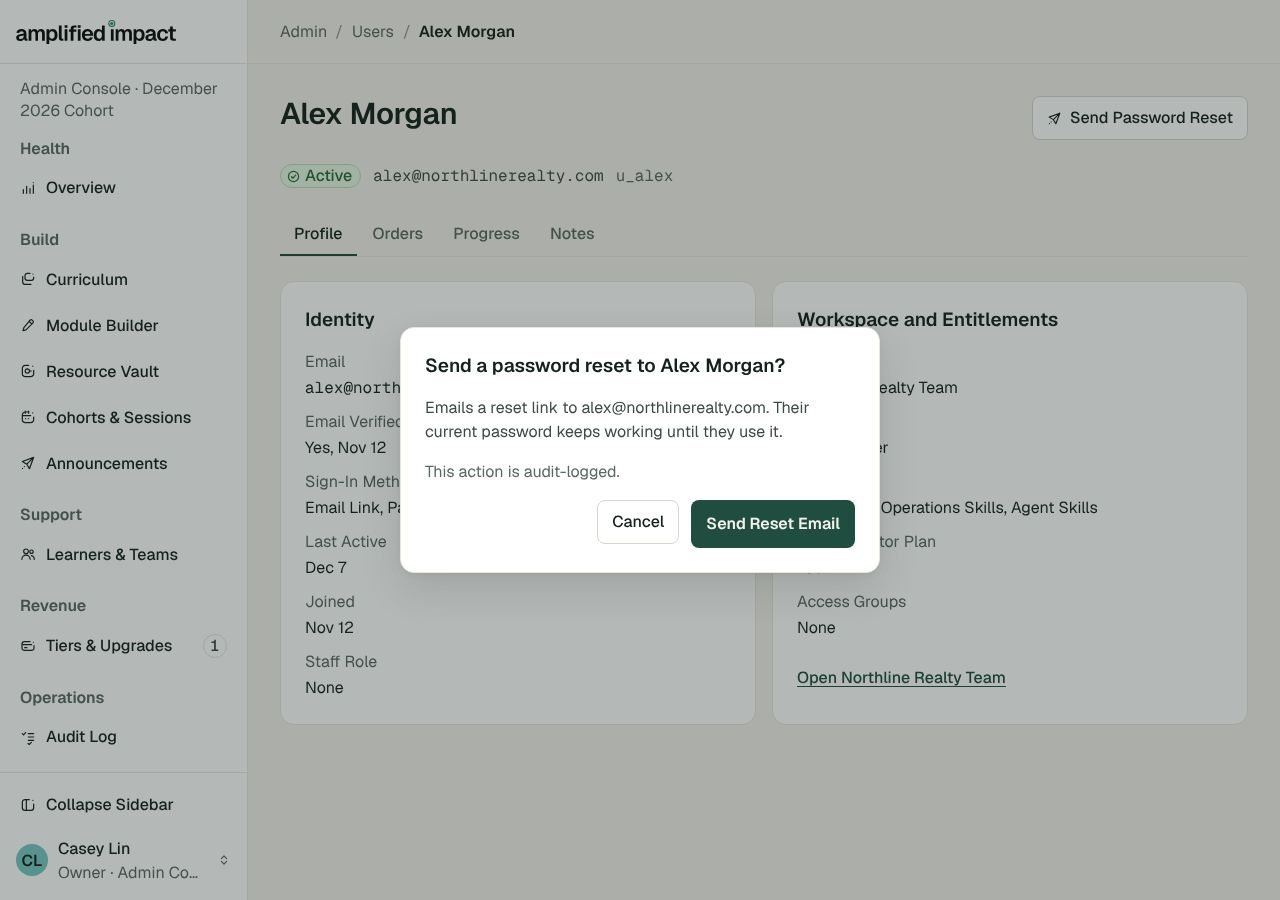 amplified impact
Admin Console · December
2026 Cohort
Health
Overview
Build
Curriculum
Module Builder
Resource Vault
Cohorts & Sessions
Announcements
Support
Learners & Teams
Revenue
Tiers & Upgrades 1
Operations
Audit Log
Collapse Sidebar
CL
Casey Lin
Owner · Admin Co...
Admin / Users / Alex Morgan
Alex Morgan
Send Password Reset
Active alex@northlinerealty.com u_alex
Profile Orders Progress Notes
Identity
Email
alex@north
Email Verified
Yes, Nov 12
Sign-In Meth
Email Link,
Last Active
Dec 7
Joined
Nov 12
Staff Role
None
Workspace and Entitlements
ealty Team
er
Operations Skills, Agent Skills
tor Plan
Access Groups
None
Open Northline Realty Team
Send a password reset to Alex Morgan?
Emails a reset link to alex@northlinerealty.com. Their
current password keeps working until they use it.
This action is audit-logged.
Cancel
Send Reset Email